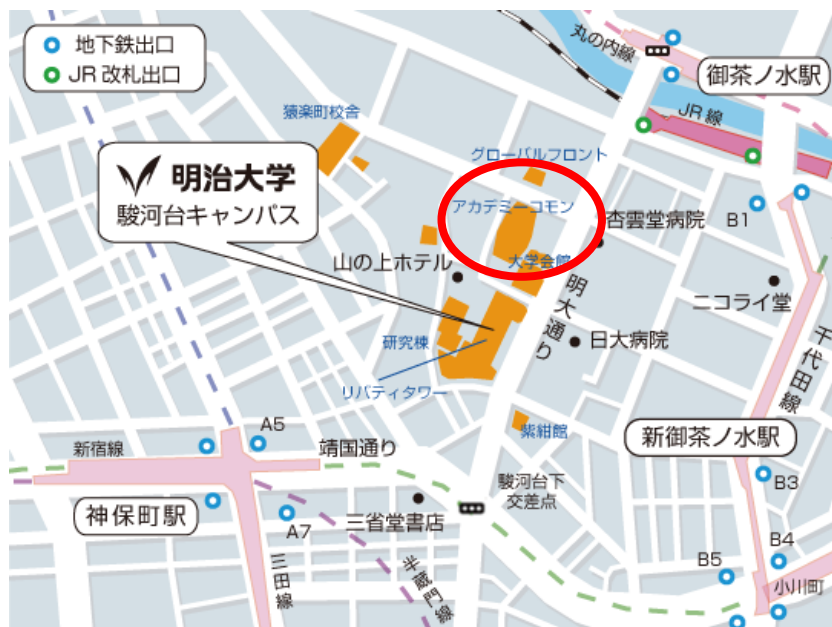 地下鉄出口
JR改札出口
丸の内線
御茶ノ水駅
JR線
猿楽町校舎
グローバルフロント
明治大学
駿河台キャンパス
アカデミーコモン
杏雲堂病院
B1
山の上ホテル
大学会館
ニコライ堂
明大通り
日大病院
千代田線
研究棟
リバティタワー
A5
紫紺館
新御茶ノ水駅
新宿線
靖国通り
駿河台下
交差点
B3
神保町駅
A7
三省堂書店
B4
B5
小川町
三田線
半蔵門線